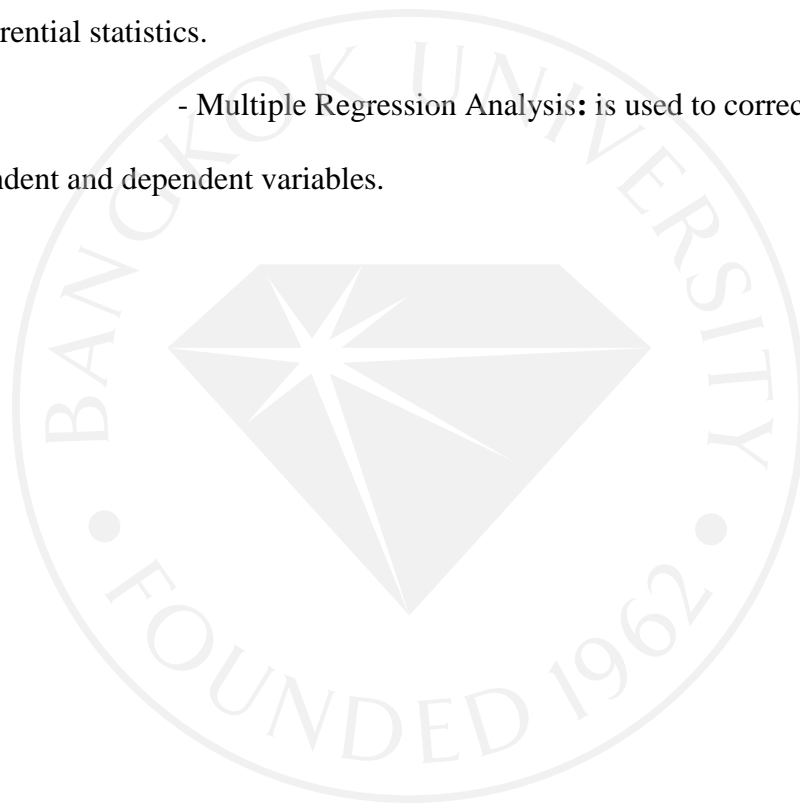 rential statistics.
- Multiple Regression Analysis: is used to correc
ndent and dependent variables.
BANGKOK UNIVERSITY
• FOUNDED 1962 •